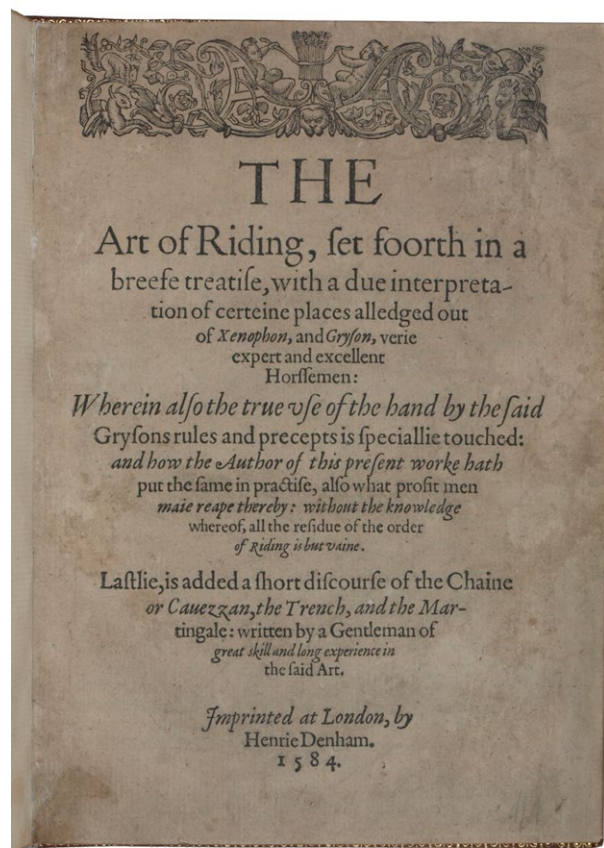 THE
Art of Riding, ſet foorth in a
breefe treatiſe, with a due interpreta-
tion of certeine places alledged out
of Xenophon, and Gryſon, verie
expert and excellent
Horſſemen:
Wherein alſo the true vſe of the hand by the ſaid
Gryſons rules and precepts is ſpeciallie touched:
and how the Author of this preſent worke hath
put the ſame in practiſe, alſo what profit men
maie reape thereby: without the knowledge
whereof, all the reſidue of the order
of Riding is but vaine.
Laſtlie, is added a ſhort diſcourſe of the Chaine
or Cauezzan, the Trench, and the Mar-
tingale: written by a Gentleman of
great skill and long experience in
the ſaid Art.
Imprinted at London, by
Henrie Denham.
1584.